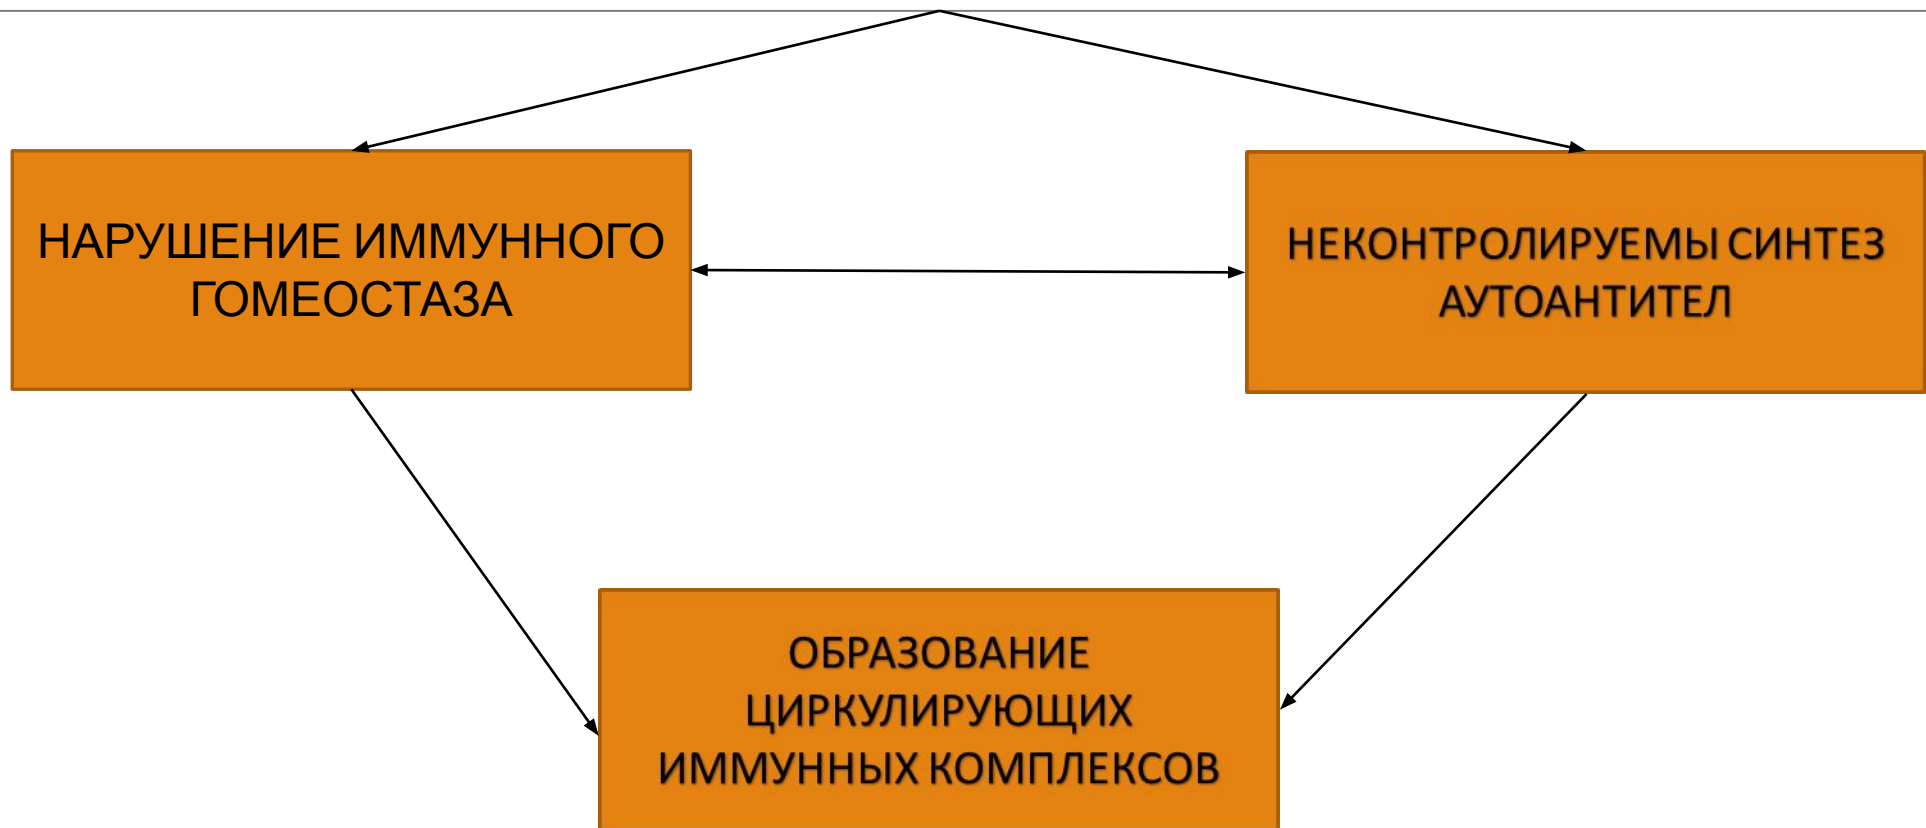 НАРУШЕНИЕ ИММУННОГО
ГОМЕОСТАЗА
НЕКОНТРОЛИРУЕМЫ СИНТЕЗ
АУТОАНТИТЕЛ
ОБРАЗОВАНИЕ
ЦИРКУЛИРУЮЩИХ
ИММУННЫХ КОМПЛЕКСОВ